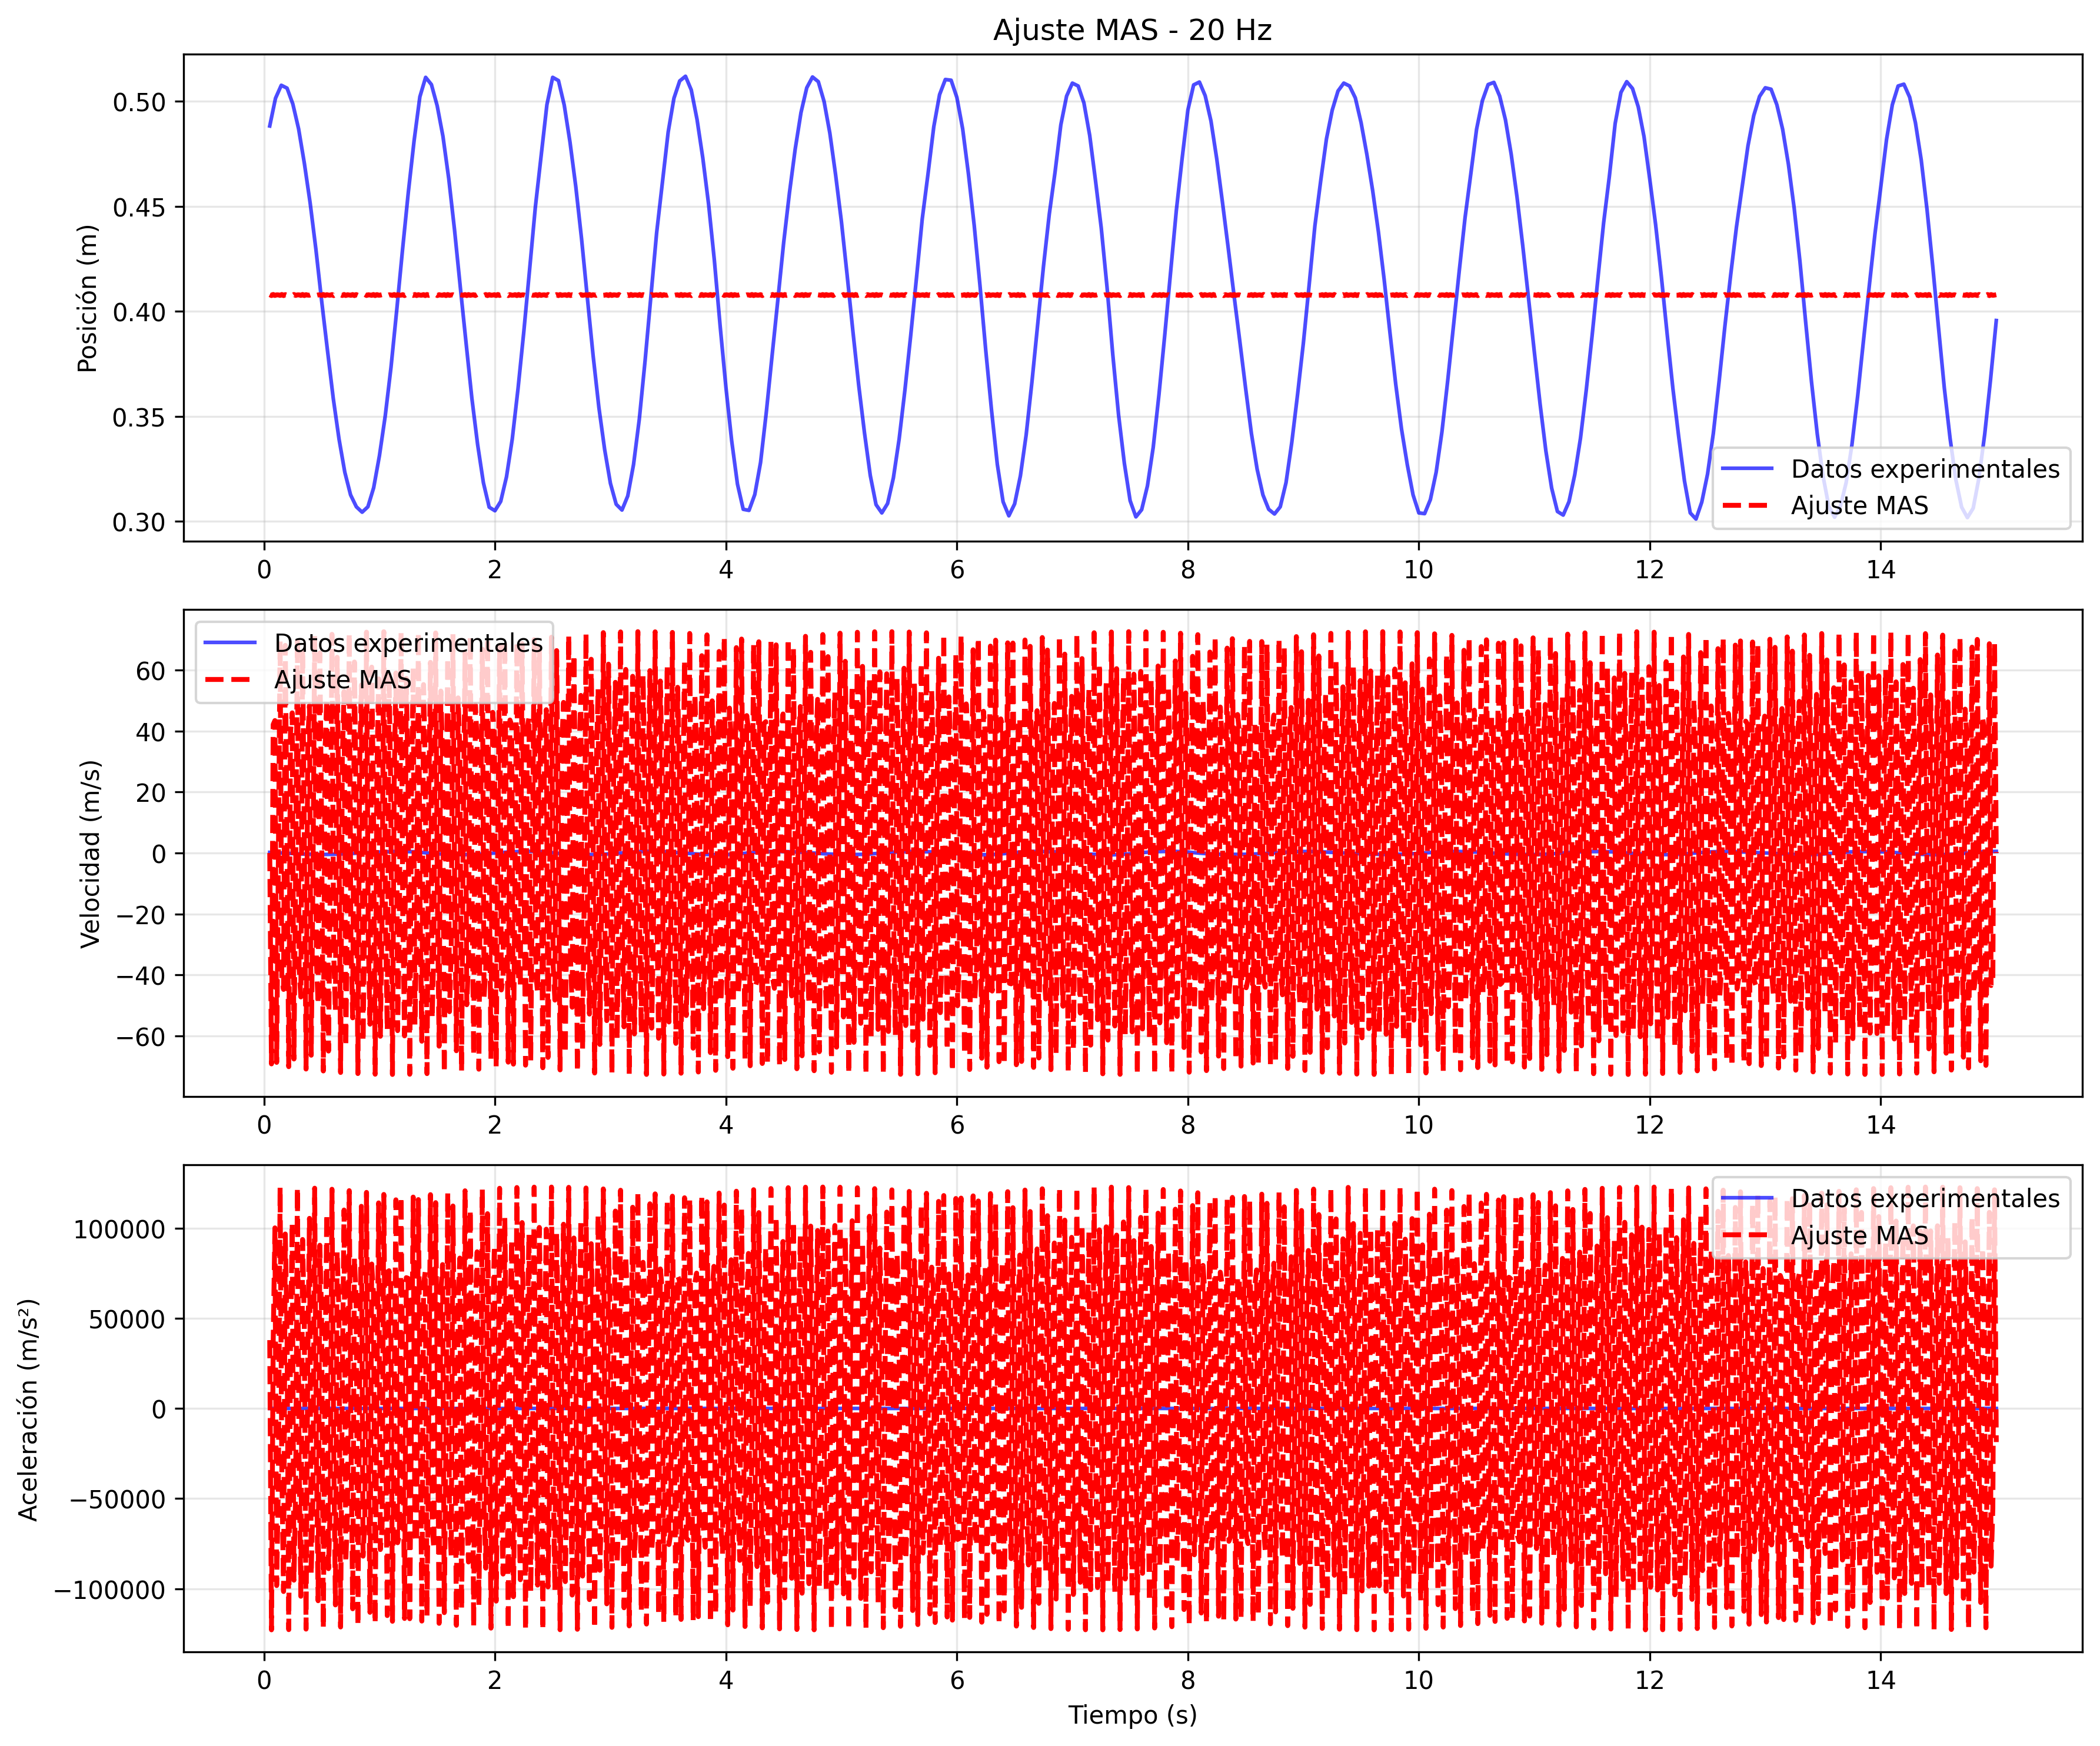 Ajuste MAS - 20 Hz
Posición (m)
0.50
0.45
0.40
0.35
0.30
Datos experimentales
Ajuste MAS
0 2 4 6 8 10 12 14
Velocidad (m/s)
Datos experimentales
Ajuste MAS
60
40
20
0
−20
−40
−60
0 2 4 6 8 10 12 14
Aceleración (m/s²)
Datos experimentales
Ajuste MAS
100000
50000
0
−50000
−100000
0 2 4 6 8 10 12 14
Tiempo (s)